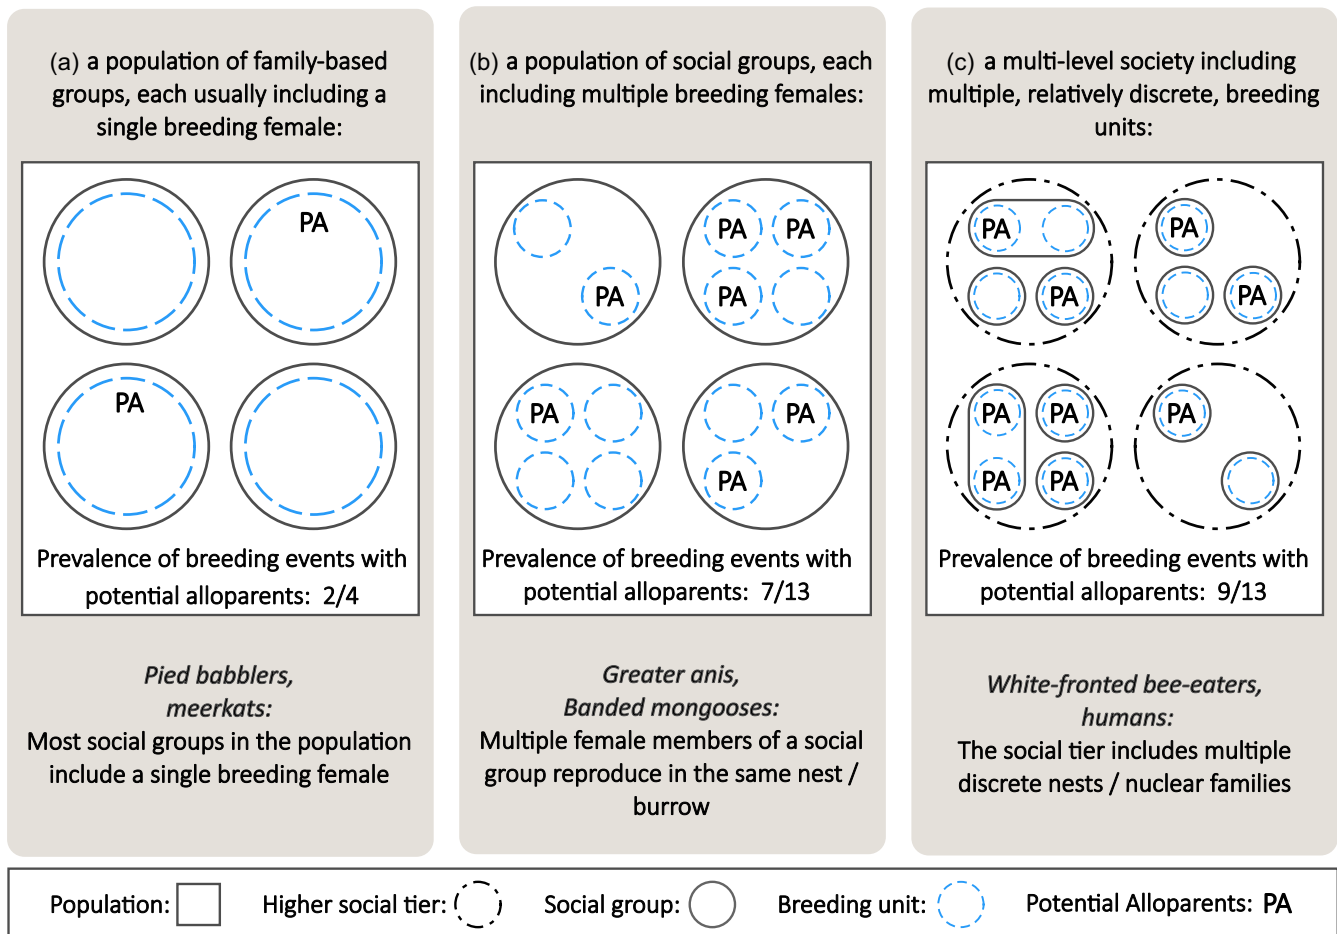 (a) a population of family-based
groups, each usually including a
single breeding female:
PA
PA
Prevalence of breeding events with
potential alloparents: 2/4
Pied babblers,
meerkats:
Most social groups in the population
include a single breeding female
(b) a population of social groups, each
including multiple breeding females:
PA PA
PA
PA
PA
PA
PA
Prevalence of breeding events with
potential alloparents: 7/13
Greater anis,
Banded mongooses:
Multiple female members of a social
group reproduce in the same nest /
burrow
(c) a multi-level society including
multiple, relatively discrete, breeding
units:
PA
PA
PA
PA
PA PA
PA PA
PA
Prevalence of breeding events with
potential alloparents: 9/13
White-fronted bee-eaters,
humans:
The social tier includes multiple
discrete nests / nuclear families
Population: Higher social tier: Social group: Breeding unit: Potential Alloparents: PA